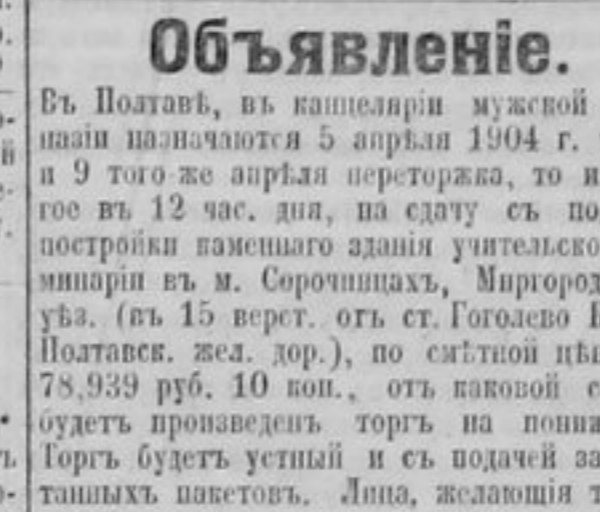 Объявленіе.
Въ Полтавѣ, въ канцеляріи мужской
назіи назначаются 5 апрѣля 1904 г.
и 9 того-же апрѣля переторжка, то и
гое въ 12 час. дня, на сдачу съ по
постройки каменнаго зданія учительско
минаріи въ м. Сорочинцахъ, Миргород
уѣз. (въ 15 верст. отъ ст. Гоголево
Полтавск. жел. дор.), по смѣтной цѣ
78,939 руб. 10 коп., отъ каковой с
будетъ произведенъ торгъ на пони
Торгъ будетъ устный и съ подачей за
танныхъ пакетовъ. Лица, желающія т